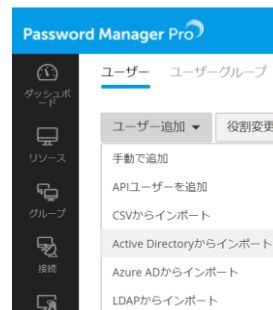 Password Manager Pro
ユーザー ユーザーグループ
ダッシュボ
ード
ユーザー追加 役割変更
リソース
手動で追加
APIユーザーを追加
グループ
CSVからインポート
Active Directoryからインポート
接続
Azure ADからインポート
LDAPからインポート